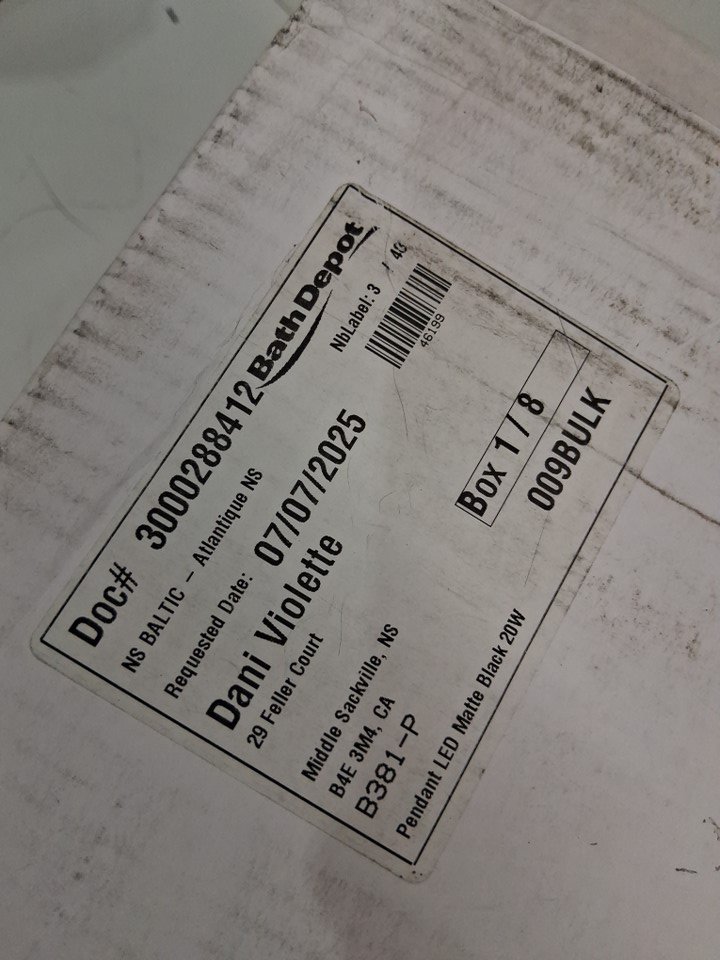 Doc# 3000288412 Bath Depot
NS BALTIC – Atlantique NS
NbLabel: 3 / 43
46199
Requested Date: 07/07/2025
Dani Violette
29 Feller Court
Box 1 / 8
009BULK
Middle Sackville, NS
B4E 3M4, CA
B381-P
Pendant LED Matte Black 20W